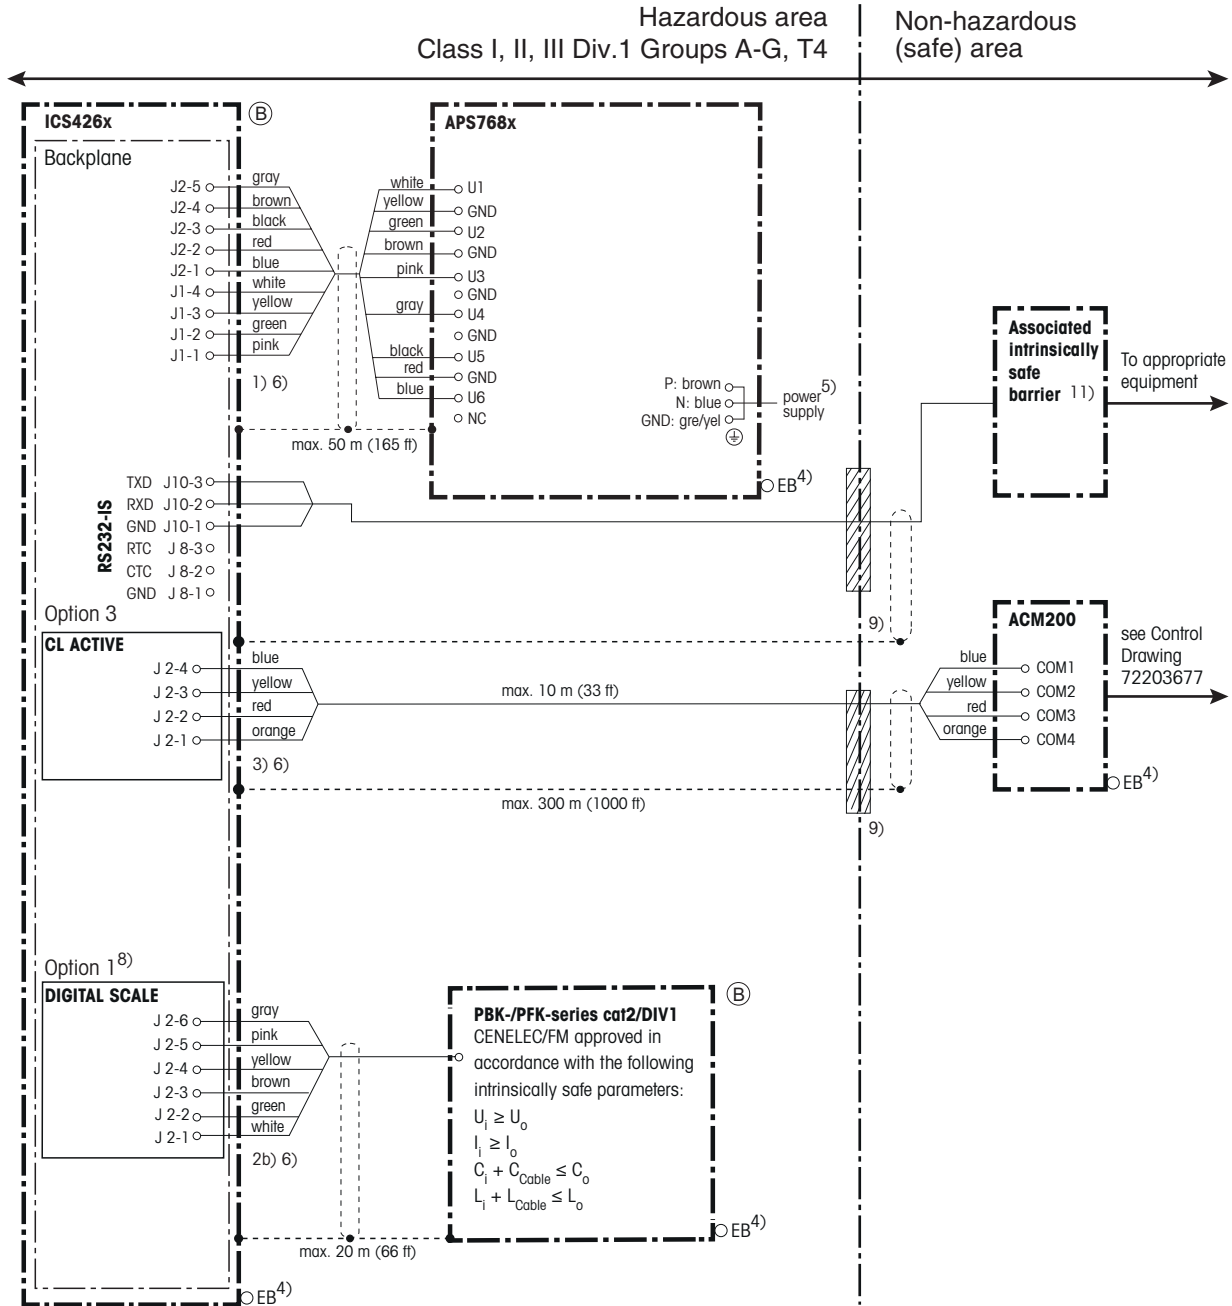 Hazardous area
Class I, II, III Div.1 Groups A-G, T4
Non-hazardous
(safe) area
ICS426x
B
Backplane
J2-5 gray
J2-4 brown
J2-3 black
J2-2 red
J2-1 blue
J1-4 white
J1-3 yellow
J1-2 green
J1-1 pink
1) 6)
max. 50 m (165 ft)
APS768x
white U1
yellow GND
green U2
brown GND
pink U3
GND
gray U4
GND
black U5
red GND
blue U6
NC
P: brown
N: blue
GND: gre/yel
power 5)
supply
EB 4)
Associated
intrinsically
safe
barrier 11)
To appropriate
equipment
RS232-IS
TXD J10-3
RXD J10-2
GND J10-1
RTC J 8-3
CTC J 8-2
GND J 8-1
9)
Option 3
CL ACTIVE
J 2-4 blue
J 2-3 yellow
J 2-2 red
J 2-1 orange
3) 6)
max. 10 m (33 ft)
max. 300 m (1000 ft)
9)
ACM200
blue COM1
yellow COM2
red COM3
orange COM4
EB 4)
see Control
Drawing
72203677
Option 1 8)
DIGITAL SCALE
J 2-6 gray
J 2-5 pink
J 2-4 yellow
J 2-3 brown
J 2-2 green
J 2-1 white
2b) 6)
max. 20 m (66 ft)
B
PBK-/PFK-series cat2/DIV1
CENELEC/FM approved in
accordance with the following
intrinsically safe parameters:
Ui ≥ Uo
Ii ≥ Io
Ci + CCable ≤ Co
Li + LCable ≤ Lo
EB 4)
EB 4)